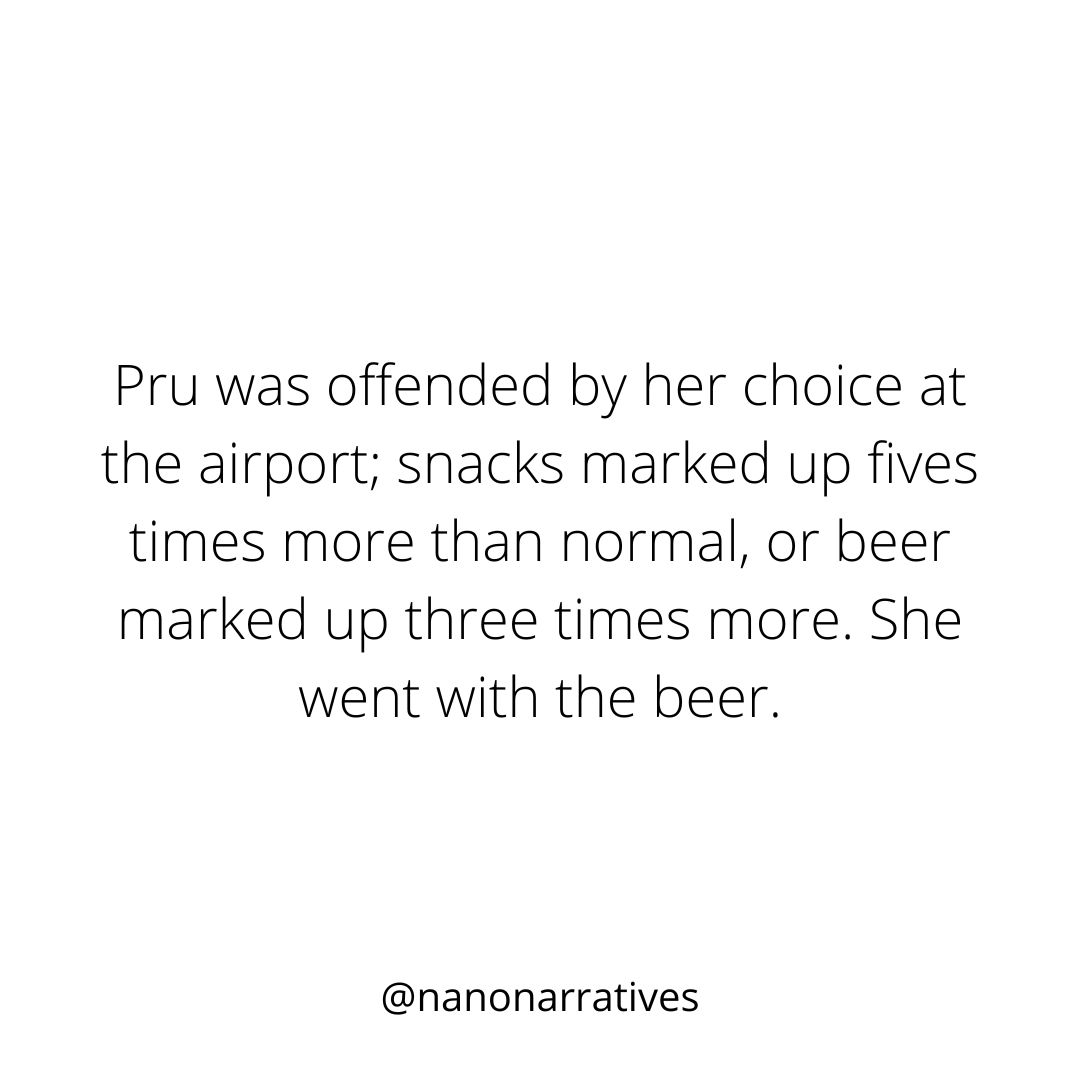 Pru was offended by her choice at
the airport; snacks marked up fives
times more than normal, or beer
marked up three times more. She
went with the beer.
@nanonarratives